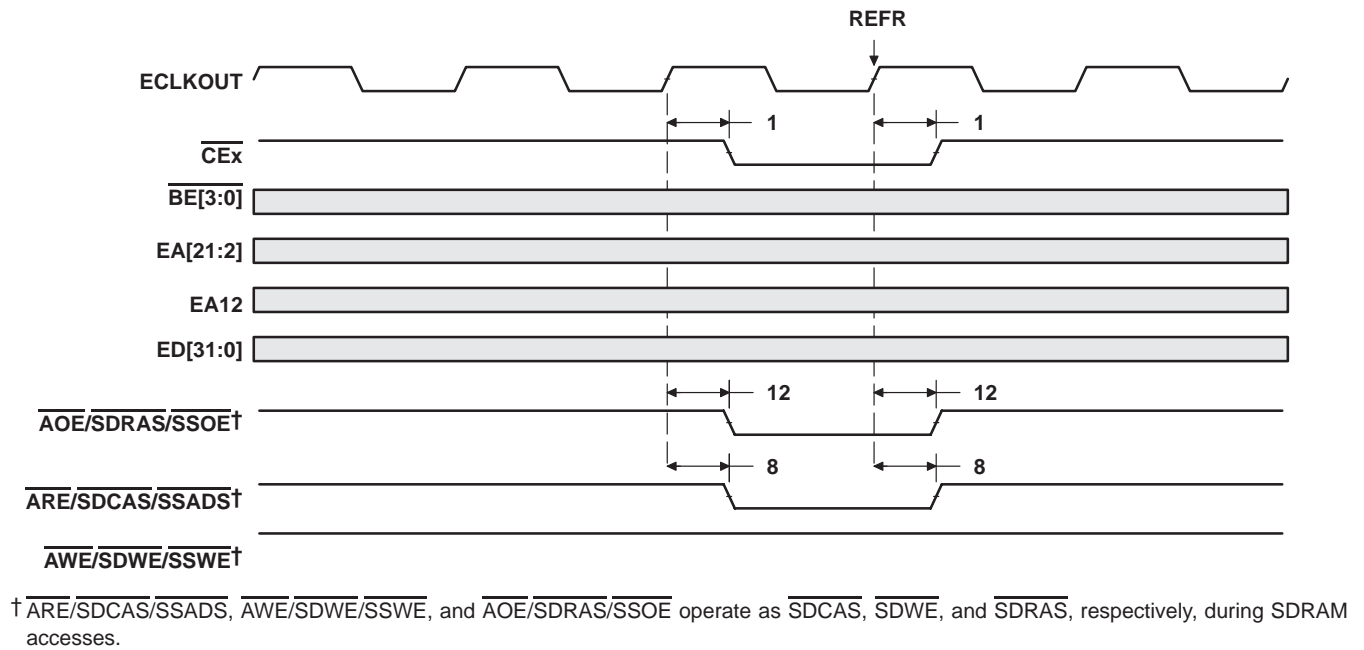 REFR
ECLKOUT
1 1
CEx
BE[3:0]
EA[21:2]
EA12
ED[31:0]
12 12
AOE/SDRAS/SSOE†
8 8
ARE/SDCAS/SSADS†
AWE/SDWE/SSWE†
† ARE/SDCAS/SSADS, AWE/SDWE/SSWE, and AOE/SDRAS/SSOE operate as SDCAS, SDWE, and SDRAS, respectively, during SDRAM
accesses.